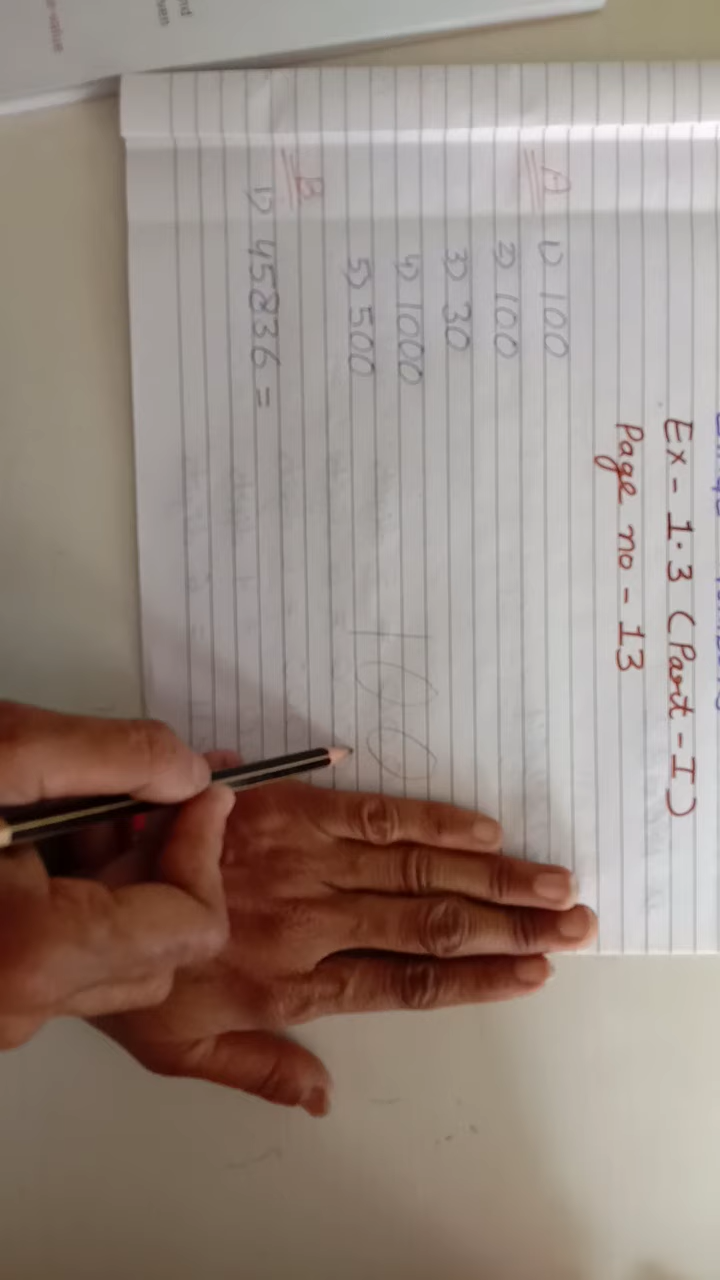 Ex - 1.3 (Part - I)
Page no - 13
A 1) 100
2) 100
3) 30
4) 1000
5) 500
100
B
1) 45836 =